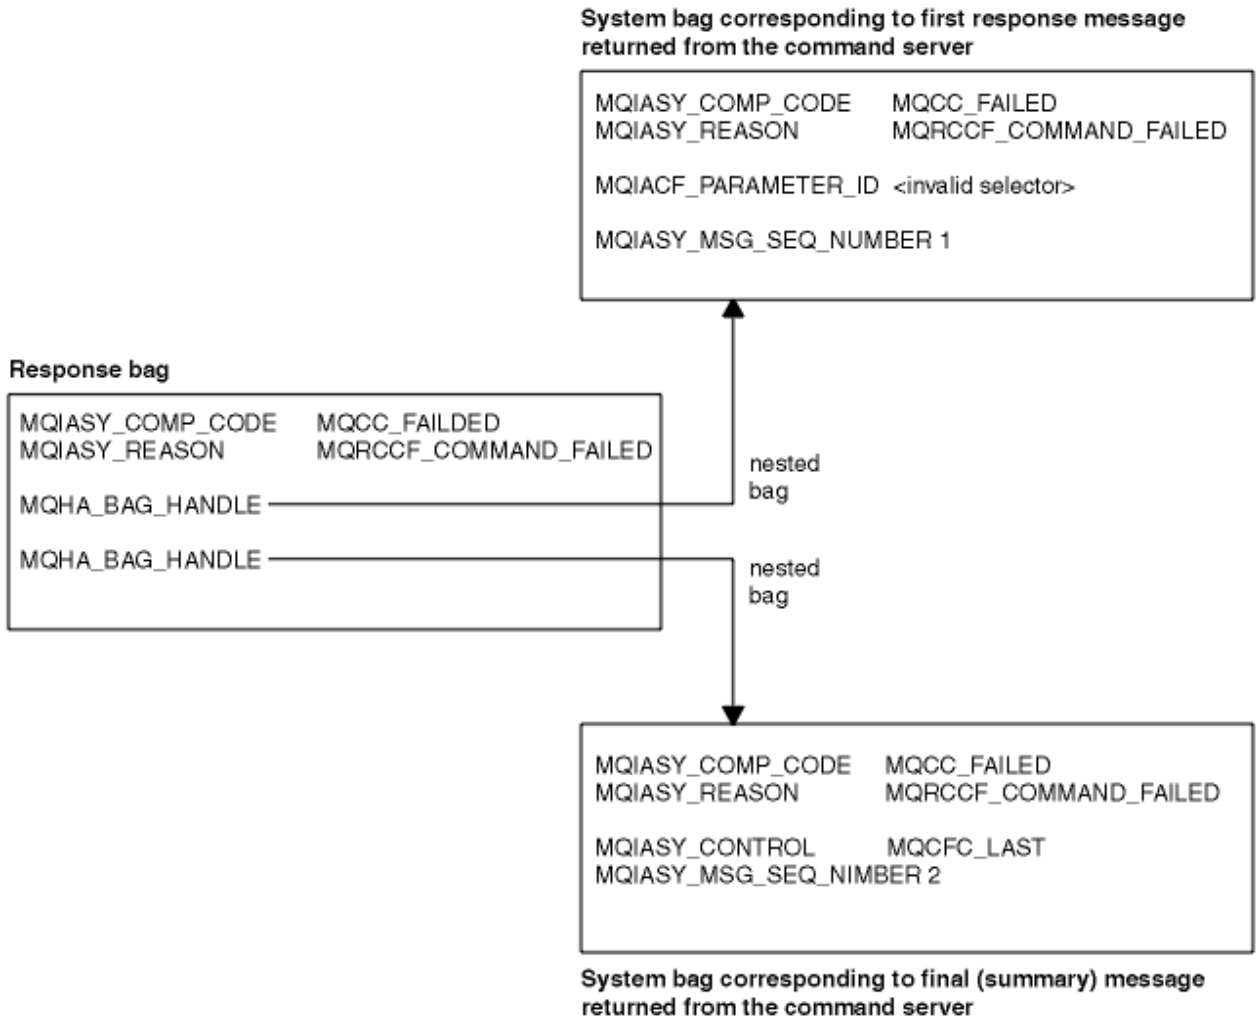 System bag corresponding to first response message
returned from the command server
MQIASY_COMP_CODE MQCC_FAILED
MQIASY_REASON MQRCCF_COMMAND_FAILED
MQIACF_PARAMETER_ID <invalid selector>
MQIASY_MSG_SEQ_NUMBER 1
Response bag
MQIASY_COMP_CODE MQCC_FAILDED
MQIASY_REASON MQRCCF_COMMAND_FAILED
MQHA_BAG_HANDLE
nested
bag
MQHA_BAG_HANDLE
nested
bag
MQIASY_COMP_CODE MQCC_FAILED
MQIASY_REASON MQRCCF_COMMAND_FAILED
MQIASY_CONTROL MQCFC_LAST
MQIASY_MSG_SEQ_NIMBER 2
System bag corresponding to final (summary) message
returned from the command server